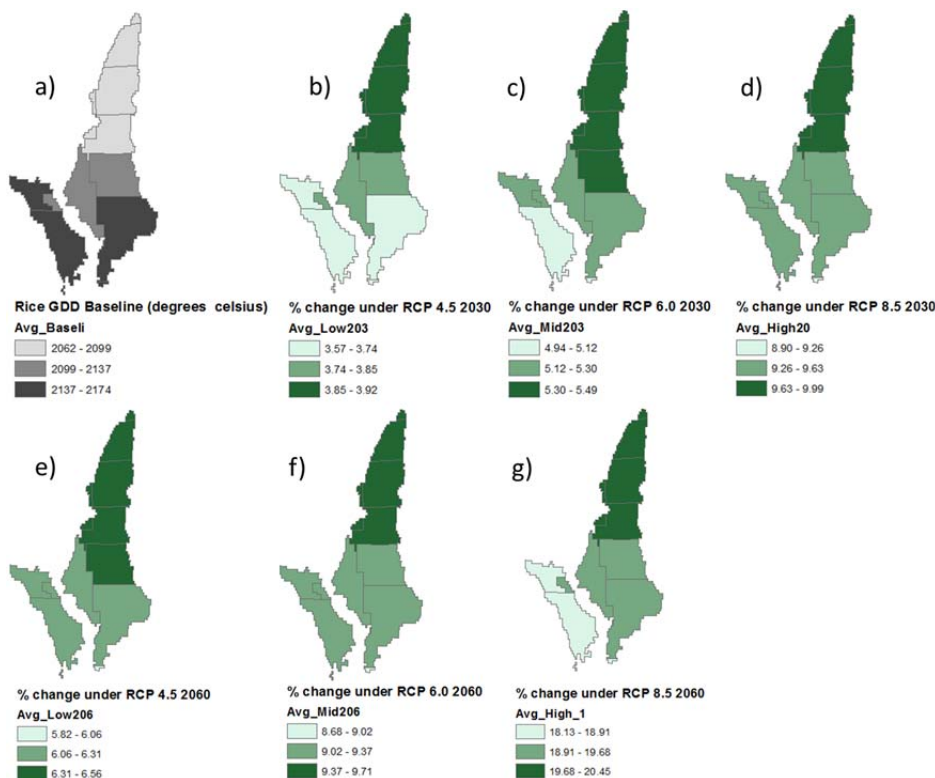 a)
b)
c)
d)
Rice GDD Baseline (degrees celsius)
Avg_Baseli
2062 - 2099
2099 - 2137
2137 - 2174
% change under RCP 4.5 2030
Avg_Low203
3.57 - 3.74
3.74 - 3.85
3.85 - 3.92
% change under RCP 6.0 2030
Avg_Mid203
4.94 - 5.12
5.12 - 5.30
5.30 - 5.49
% change under RCP 8.5 2030
Avg_High20
8.90 - 9.26
9.26 - 9.63
9.63 - 9.99
e)
f)
g)
% change under RCP 4.5 2060
Avg_Low206
5.82 - 6.06
6.06 - 6.31
6.31 - 6.56
% change under RCP 6.0 2060
Avg_Mid206
8.68 - 9.02
9.02 - 9.37
9.37 - 9.71
% change under RCP 8.5 2060
Avg_High_1
18.13 - 18.91
18.91 - 19.68
19.68 - 20.45